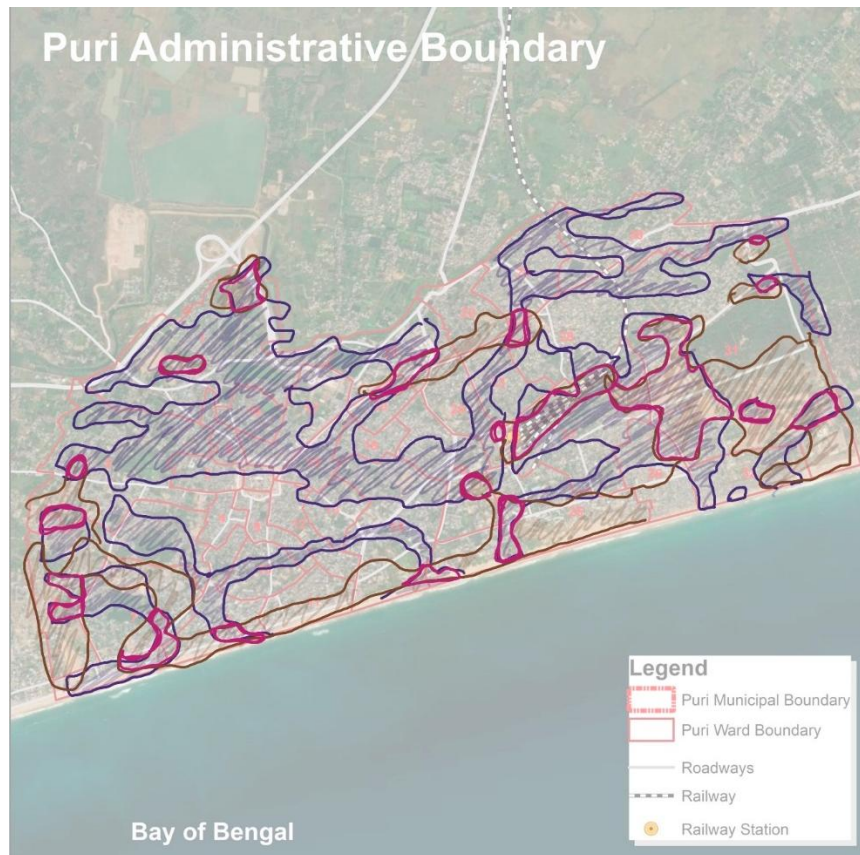 Puri Administrative Boundary
Legend
Puri Municipal Boundary
Puri Ward Boundary
Roadways
Railway
Railway Station
Bay of Bengal